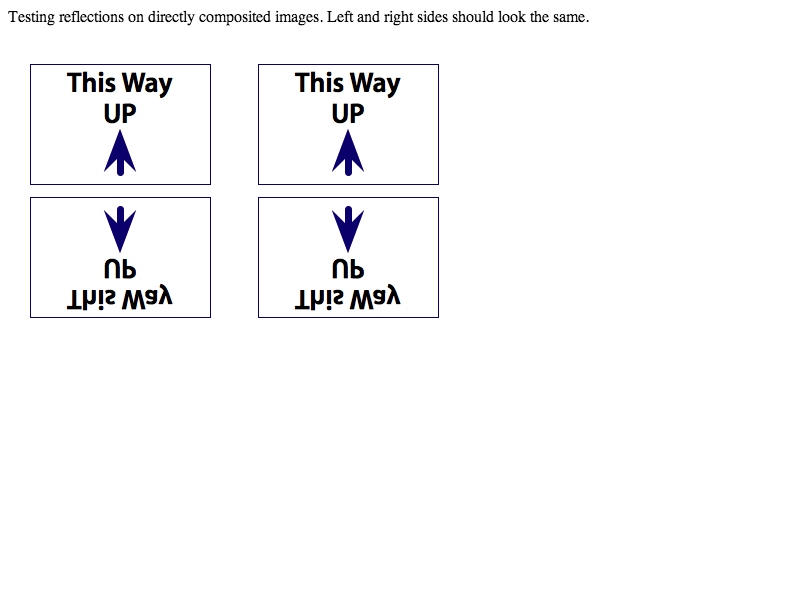 Testing reflections on directly composited images. Left and right sides should look the same.
This Way
UP
This Way
UP
UP
This Way
UP
This Way